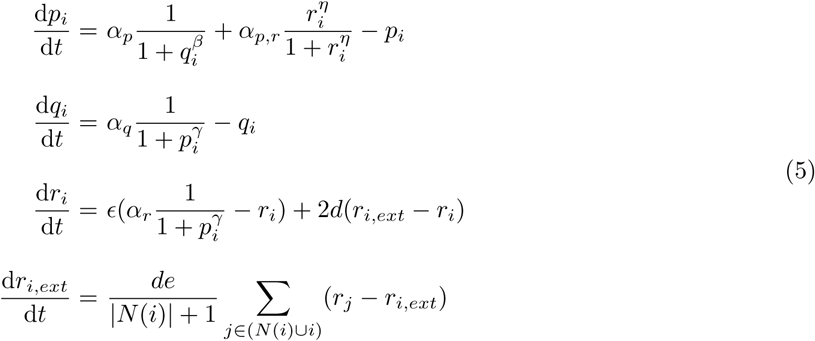 dp_i/dt = α_p 1/(1 + q_i^β) + α_{p,r} r_i^η/(1 + r_i^η) − p_i
dq_i/dt = α_q 1/(1 + p_i^γ) − q_i
(5)
dr_i/dt = ϵ(α_r 1/(1 + p_i^γ) − r_i) + 2d(r_{i,ext} − r_i)
dr_{i,ext}/dt = de/(|N(i)| + 1) ∑_{j∈(N(i)∪i)} (r_j − r_{i,ext})